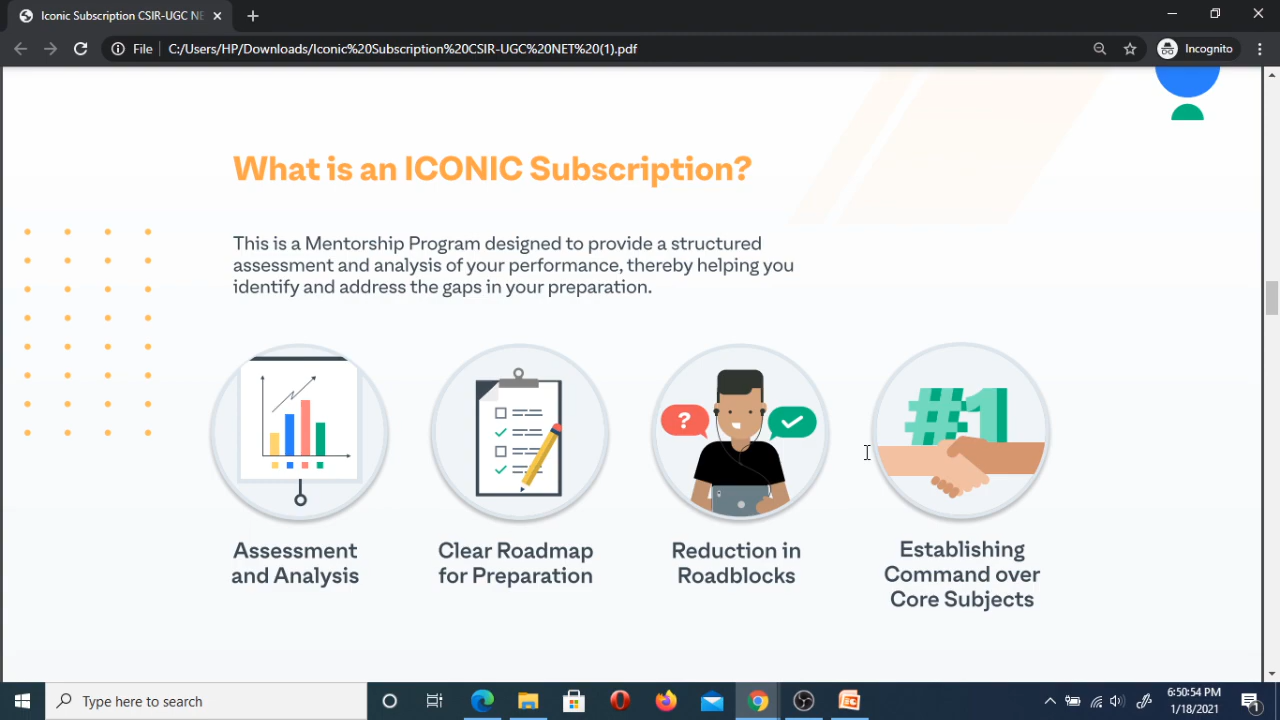 Iconic Subscription CSIR-UGC NE
File
C:/Users/HP/Downloads/Iconic%20Subscription%20CSIR-UGC%20NET%20(1).pdf
Incognito
What is an ICONIC Subscription?
This is a Mentorship Program designed to provide a structured
assessment and analysis of your performance, thereby helping you
identify and address the gaps in your preparation.
?
#1
Assessment
and Analysis
Clear Roadmap
for Preparation
Reduction in
Roadblocks
Establishing
Command over
Core Subjects
Type here to search
6:50:54 PM
1/18/2021
1